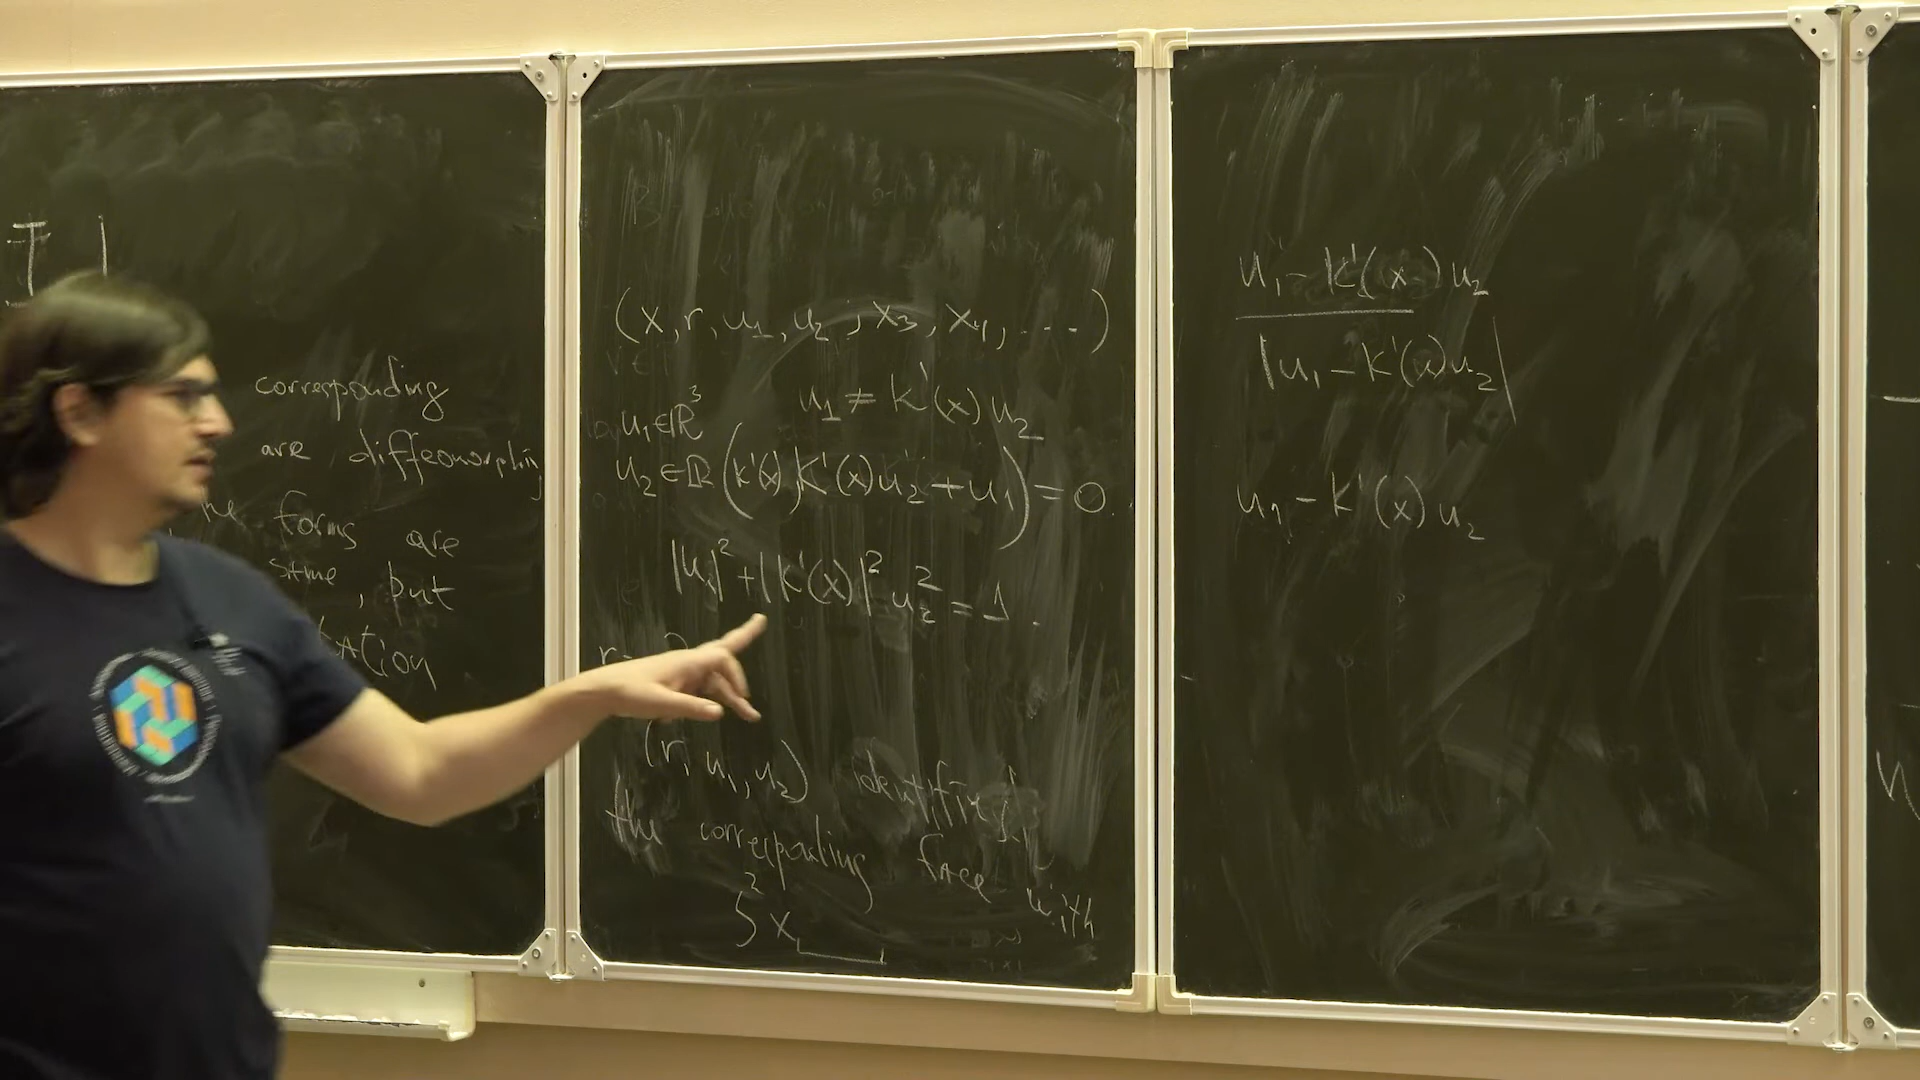 corresponding
are diffeomorphic,
forms are
same, but
(x, r, u₁, u₂, x₃, x₄, ....)
u₁ ∈ ℝ³ u₁ ≠ K'(x) u₂
u₂ ∈ ℝ (K'(x), K'(x)u₂ + u₁) = 0.
|u₁|² + |K'(x)|² u₂² = 1.
(r, u₁, u₂) identifies
the corresponding face with
S² x
u₁ - K'(x) u₂
|u₁ - K'(x)u₂|
u₁ - K'(x) u₂